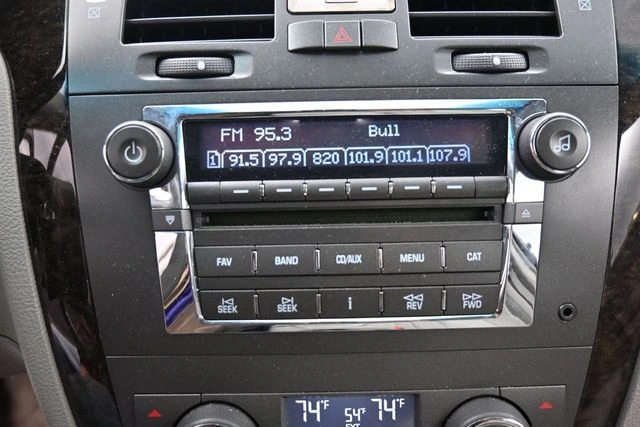 FM 95.3 Bull
1 91.5 97.9 820 101.9 101.1 107.9
FAV BAND CD/AUX MENU CAT
SEEK SEEK i REV FWD
74°F 54°F 74°F
EXT